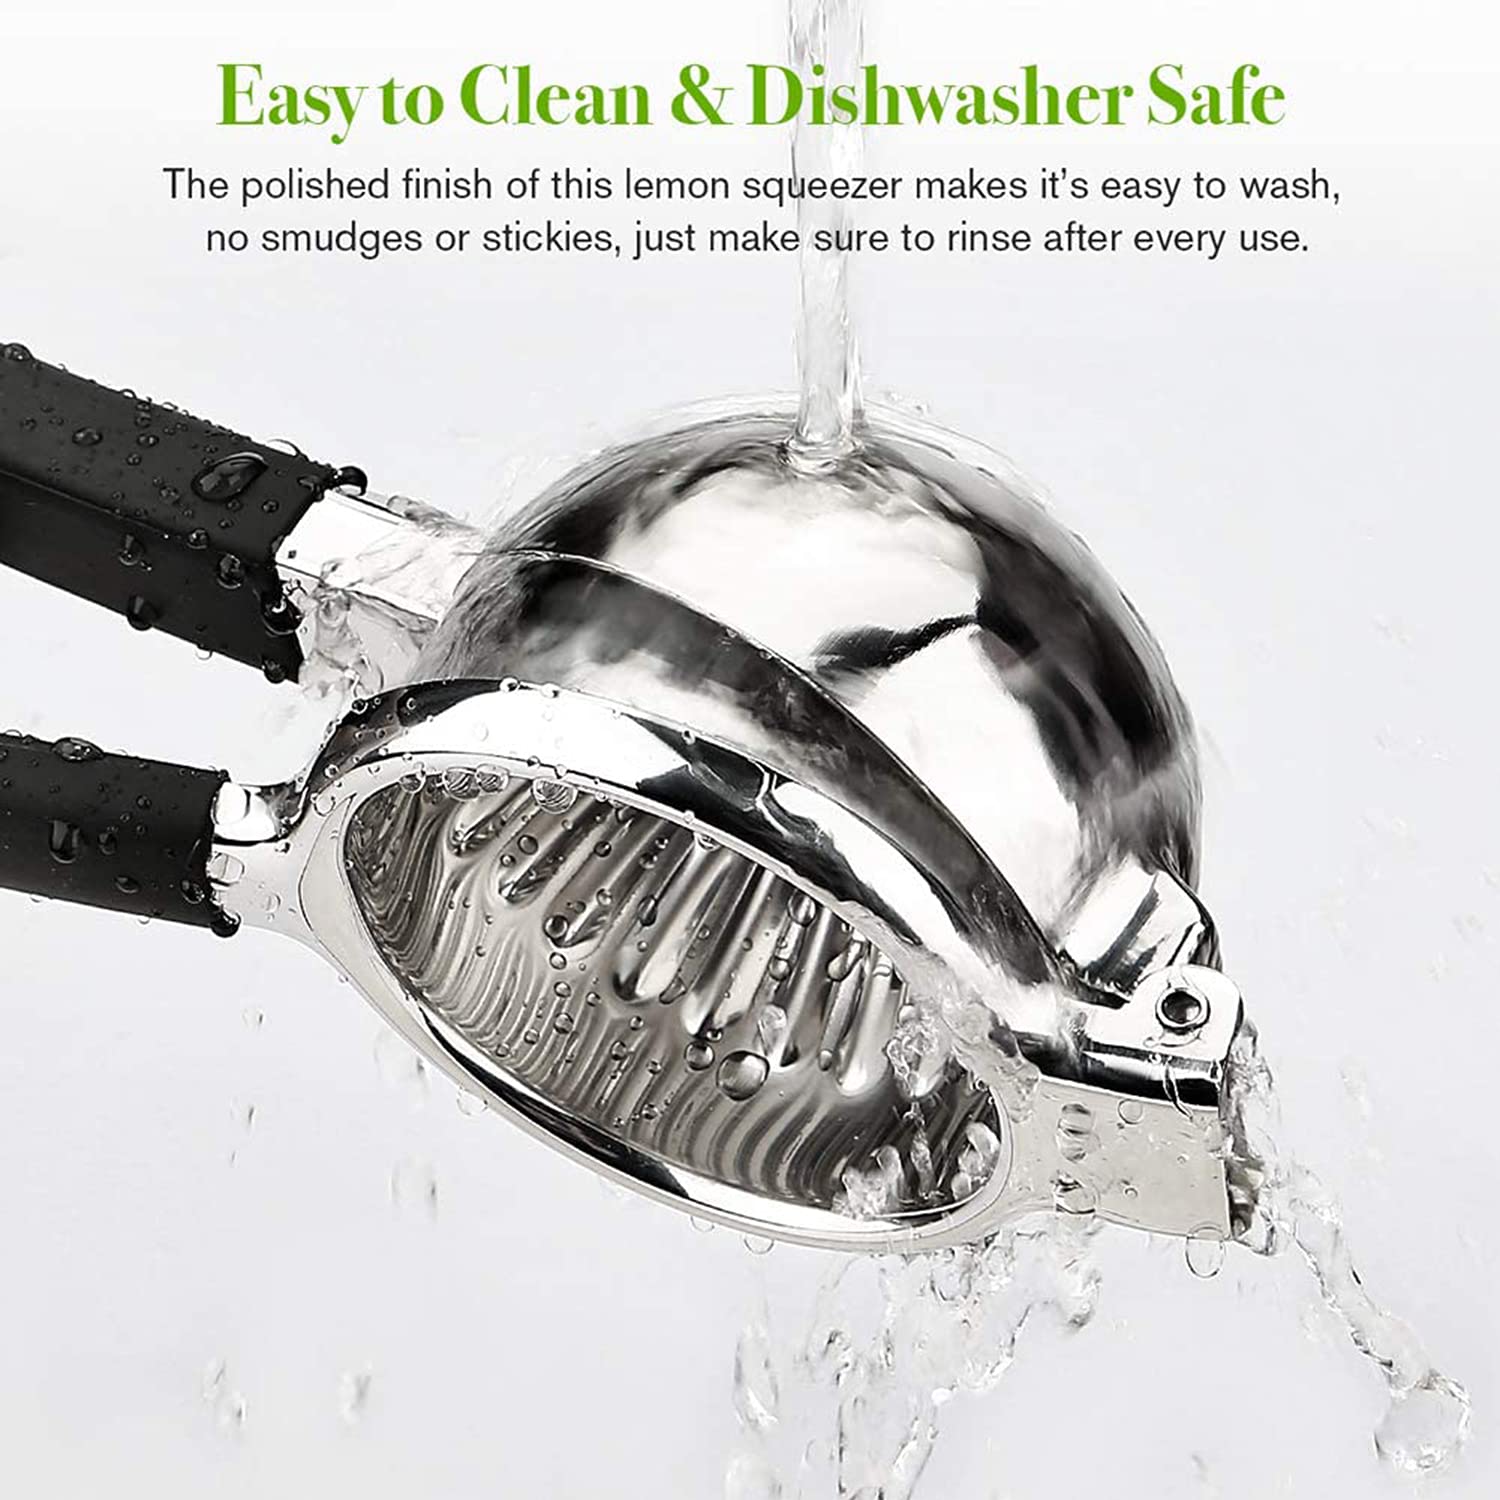 Easy to Clean & Dishwasher Safe
The polished finish of this lemon squeezer makes it’s easy to wash,
no smudges or stickies, just make sure to rinse after every use.